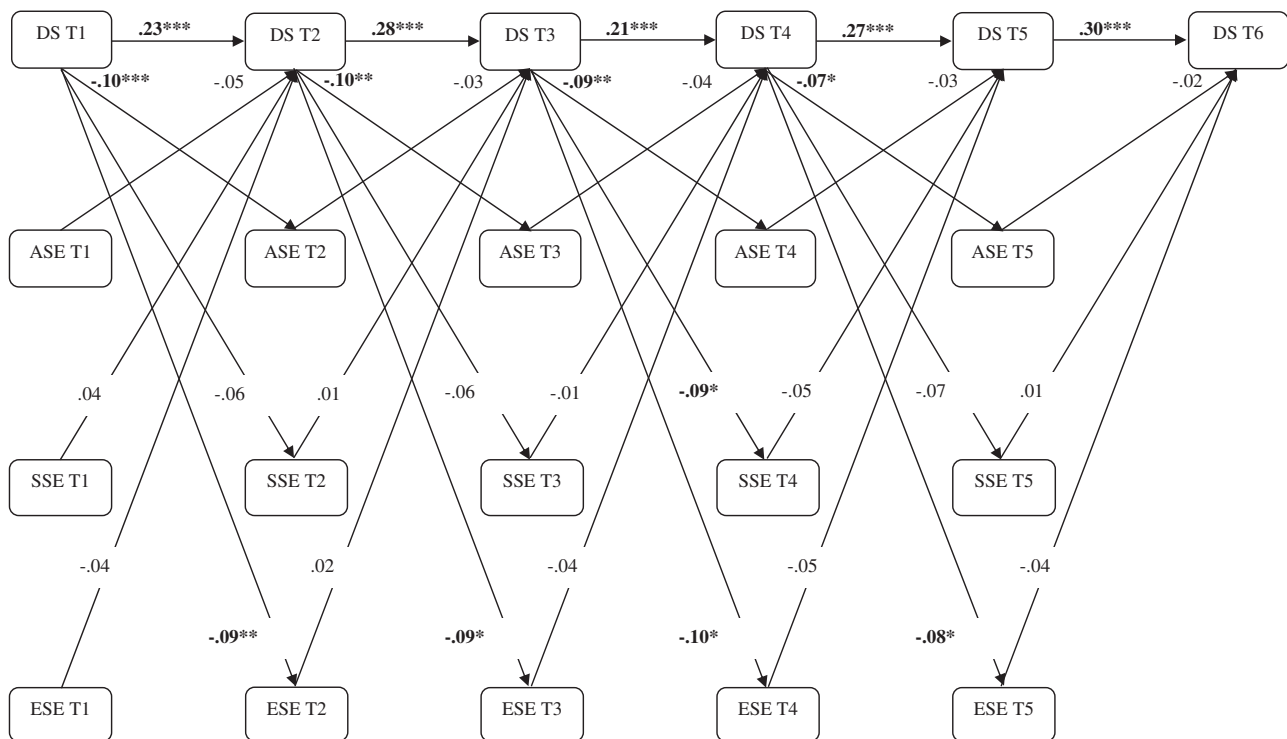 DS T1 .23*** DS T2 .28*** DS T3 .21*** DS T4 .27*** DS T5 .30*** DS T6
-.10*** -.05 -.10** -.03 -.09** -.04 -.07* -.03 -.02
ASE T1 ASE T2 ASE T3 ASE T4 ASE T5
.04 -.06 .01 -.06 -.01 -.09* -.05 -.07 .01
SSE T1 SSE T2 SSE T3 SSE T4 SSE T5
-.04 .02 -.04 -.05 -.04
-.09** -.09* -.10* -.08*
ESE T1 ESE T2 ESE T3 ESE T4 ESE T5